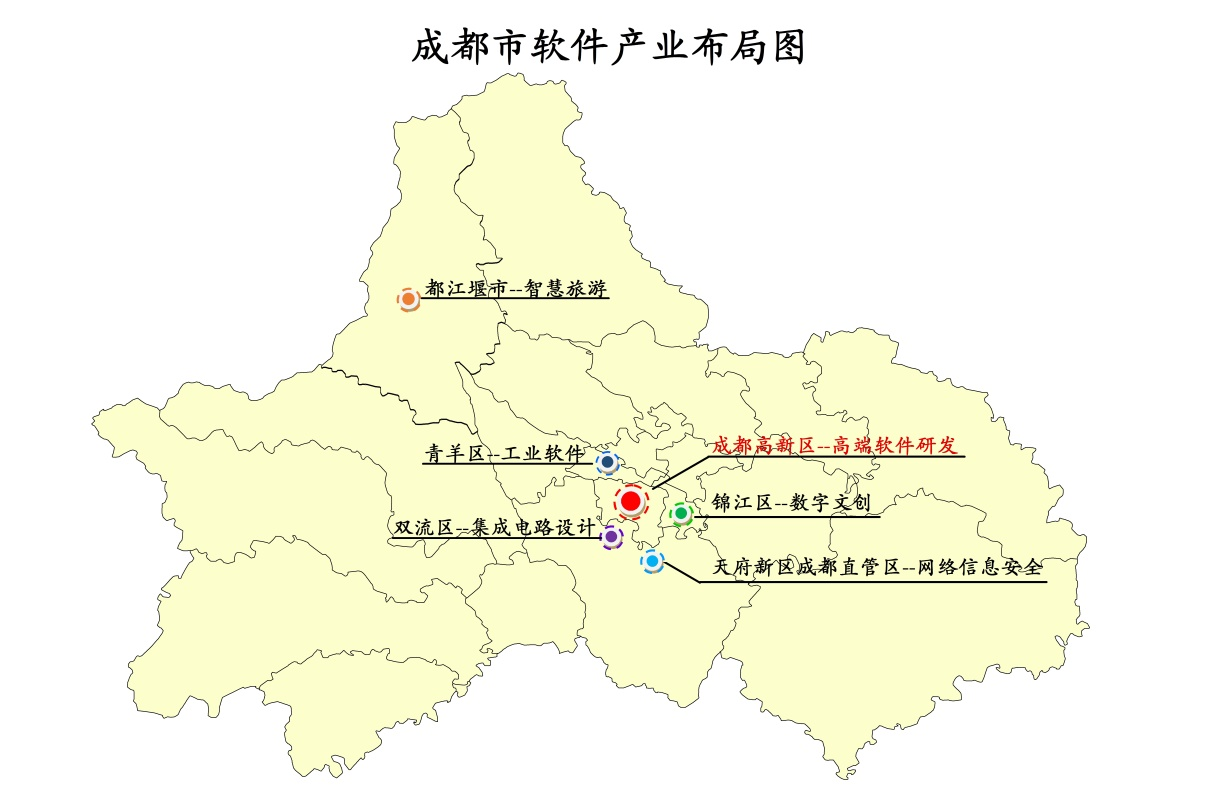 成都市软件产业布局图
都江堰市--智慧旅游
成都高新区--高端软件研发
青羊区--工业软件
锦江区--数字文创
双流区--集成电路设计
天府新区成都直管区--网络信息安全